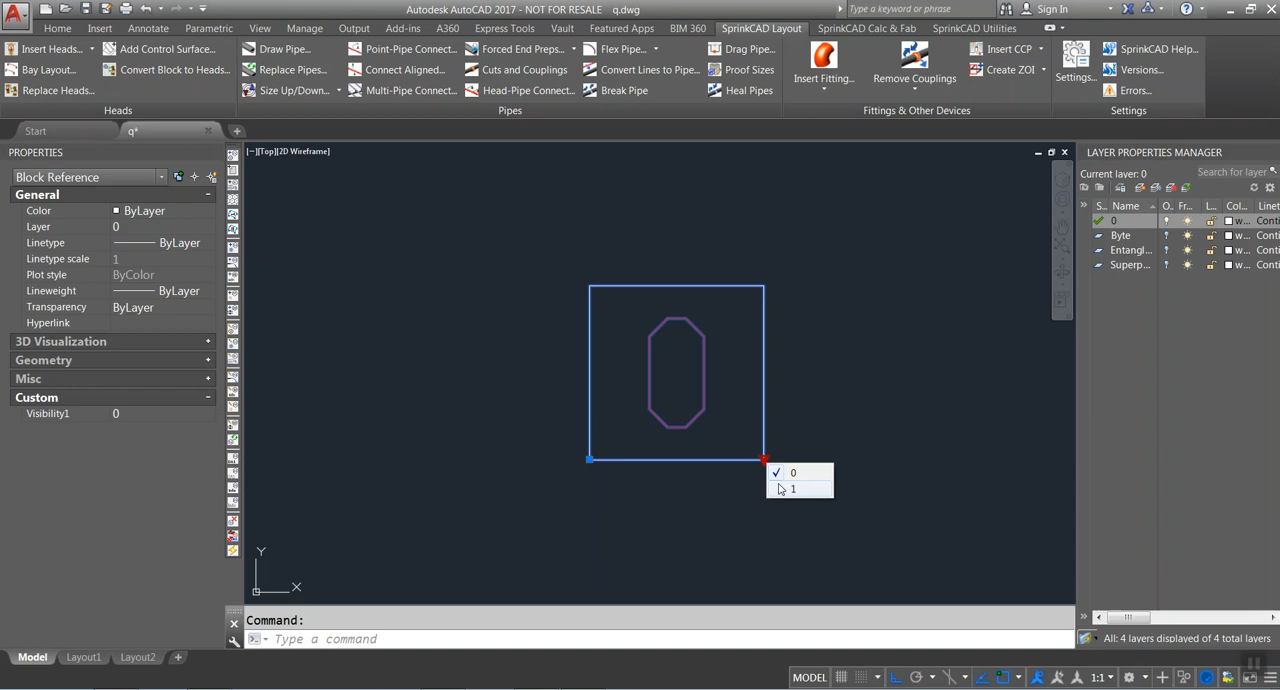 Autodesk AutoCAD 2017 - NOT FOR RESALE q.dwg
Type a keyword or phrase
Sign In
Home Insert Annotate Parametric View Manage Output Add-ins A360 Express Tools Vault Featured Apps BIM 360 SprinkCAD Layout SprinkCAD Calc & Fab SprinkCAD Utilities
Insert Heads... Add Control Surface... Draw Pipe... Point-Pipe Connect... Forced End Preps... Flex Pipe... Drag Pipe... Insert CCP SprinkCAD Help...
Bay Layout... Convert Block to Heads... Replace Pipes... Connect Aligned... Cuts and Couplings Convert Lines to Pipe... Proof Sizes Insert Fitting... Remove Couplings Create ZOI Settings... Versions...
Replace Heads... Size Up/Down... Multi-Pipe Connect... Head-Pipe Connect... Break Pipe Heal Pipes Errors...
Heads Pipes Fittings & Other Devices Settings
Start q*
PROPERTIES
Block Reference
General
Color ByLayer
Layer 0
Linetype ByLayer
Linetype scale 1
Plot style ByColor
Lineweight ByLayer
Transparency ByLayer
Hyperlink
3D Visualization
Geometry
Misc
Custom
Visibility1 0
[−][Top][2D Wireframe]
0
0
1
Y
X
Command:
Type a command
LAYER PROPERTIES MANAGER
Current layer: 0
Search for layer
S.. Name O. Fr... L... Col... Linet
0 w... Conti
Byte w... Conti
Entangl... w... Conti
Superp... w... Conti
All: 4 layers displayed of 4 total layers
Model Layout1 Layout2
MODEL 1:1